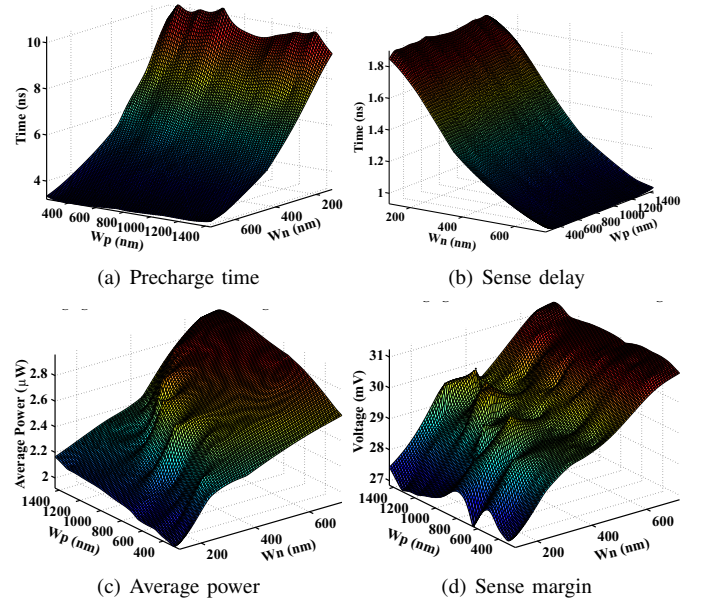 10
8
6
4
Time (ns)
400 600 800 1000 1200 1400
Wp (nm)
600 400 200
Wn (nm)
(a) Precharge time
1.8
1.6
1.4
1.2
1
Time (ns)
200 400 600
Wn (nm)
400 600 800 1000 1200 1400
Wp (nm)
(b) Sense delay
2.8
2.6
2.4
2.2
2
Average Power (μW)
1400 1200 1000 800 600 400
Wp (nm)
200 400 600
Wn (nm)
(c) Average power
31
30
29
28
27
Voltage (mV)
1400 1200 1000 800 600 400
Wp (nm)
200 400 600
Wn (nm)
(d) Sense margin